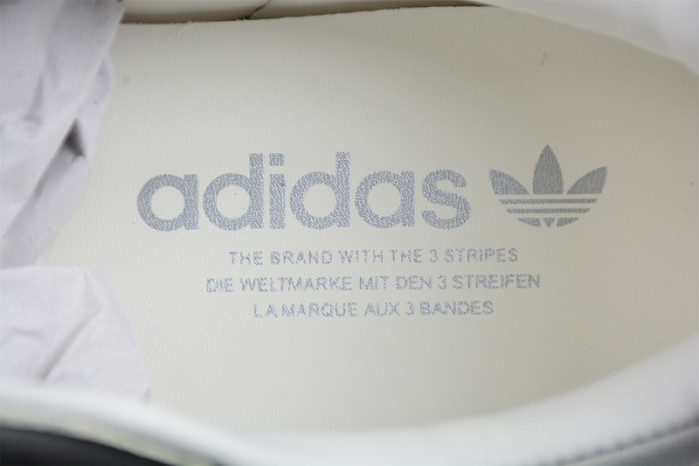 adidas
THE BRAND WITH THE 3 STRIPES
DIE WELTMARKE MIT DEN 3 STREIFEN
LA MARQUE AUX 3 BANDES